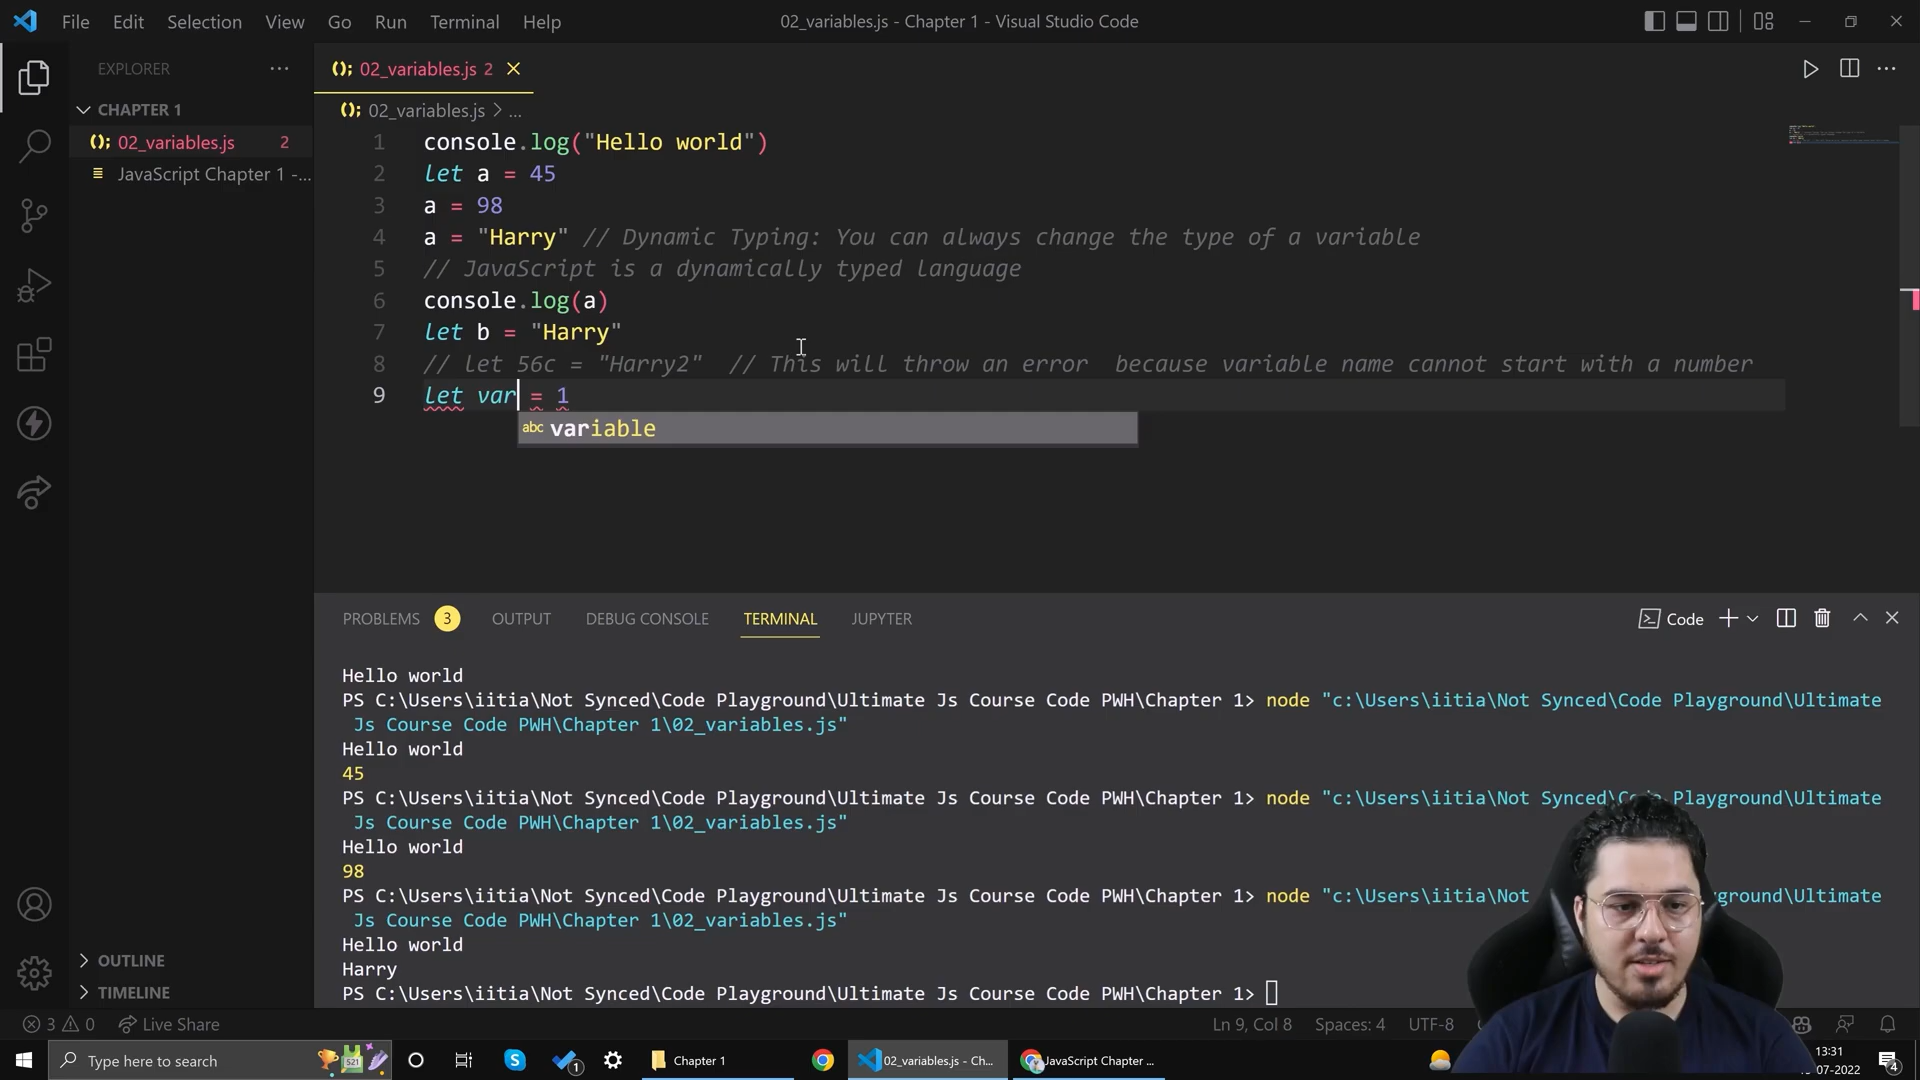 File Edit Selection View Go Run Terminal Help
02_variables.js - Chapter 1 - Visual Studio Code
EXPLORER
CHAPTER 1
02_variables.js 2
JavaScript Chapter 1 -...
02_variables.js 2
02_variables.js > ...
1 console.log("Hello world")
2 let a = 45
3 a = 98
4 a = "Harry" // Dynamic Typing: You can always change the type of a variable
5 // JavaScript is a dynamically typed language
6 console.log(a)
7 let b = "Harry"
8 // let 56c = "Harry2"  // This will throw an error  because variable name cannot start with a number
9 let var = 1
abc variable
PROBLEMS 3 OUTPUT DEBUG CONSOLE TERMINAL JUPYTER
Code
Hello world
PS C:\Users\iitia\Not Synced\Code Playground\Ultimate Js Course Code PWH\Chapter 1> node "c:\Users\iitia\Not Synced\Code Playground\Ultimate
Js Course Code PWH\Chapter 1\02_variables.js"
Hello world
45
PS C:\Users\iitia\Not Synced\Code Playground\Ultimate Js Course Code PWH\Chapter 1> node "c:\Users\iitia\Not Synced\Code Playground\Ultimate
Js Course Code PWH\Chapter 1\02_variables.js"
Hello world
98
PS C:\Users\iitia\Not Synced\Code Playground\Ultimate Js Course Code PWH\Chapter 1> node "c:\Users\iitia\Not Synced\Code
Js Course Code PWH\Chapter 1\02_variables.js"
Hello world
Harry
PS C:\Users\iitia\Not Synced\Code Playground\Ultimate Js Course Code PWH\Chapter 1>
OUTLINE
TIMELINE
3 0 Live Share
Ln 9, Col 8 Spaces: 4 UTF-8
Type here to search
521
1
Chapter 1
02_variables.js - Ch...
JavaScript Chapter ...
13:31
-07-2022
4